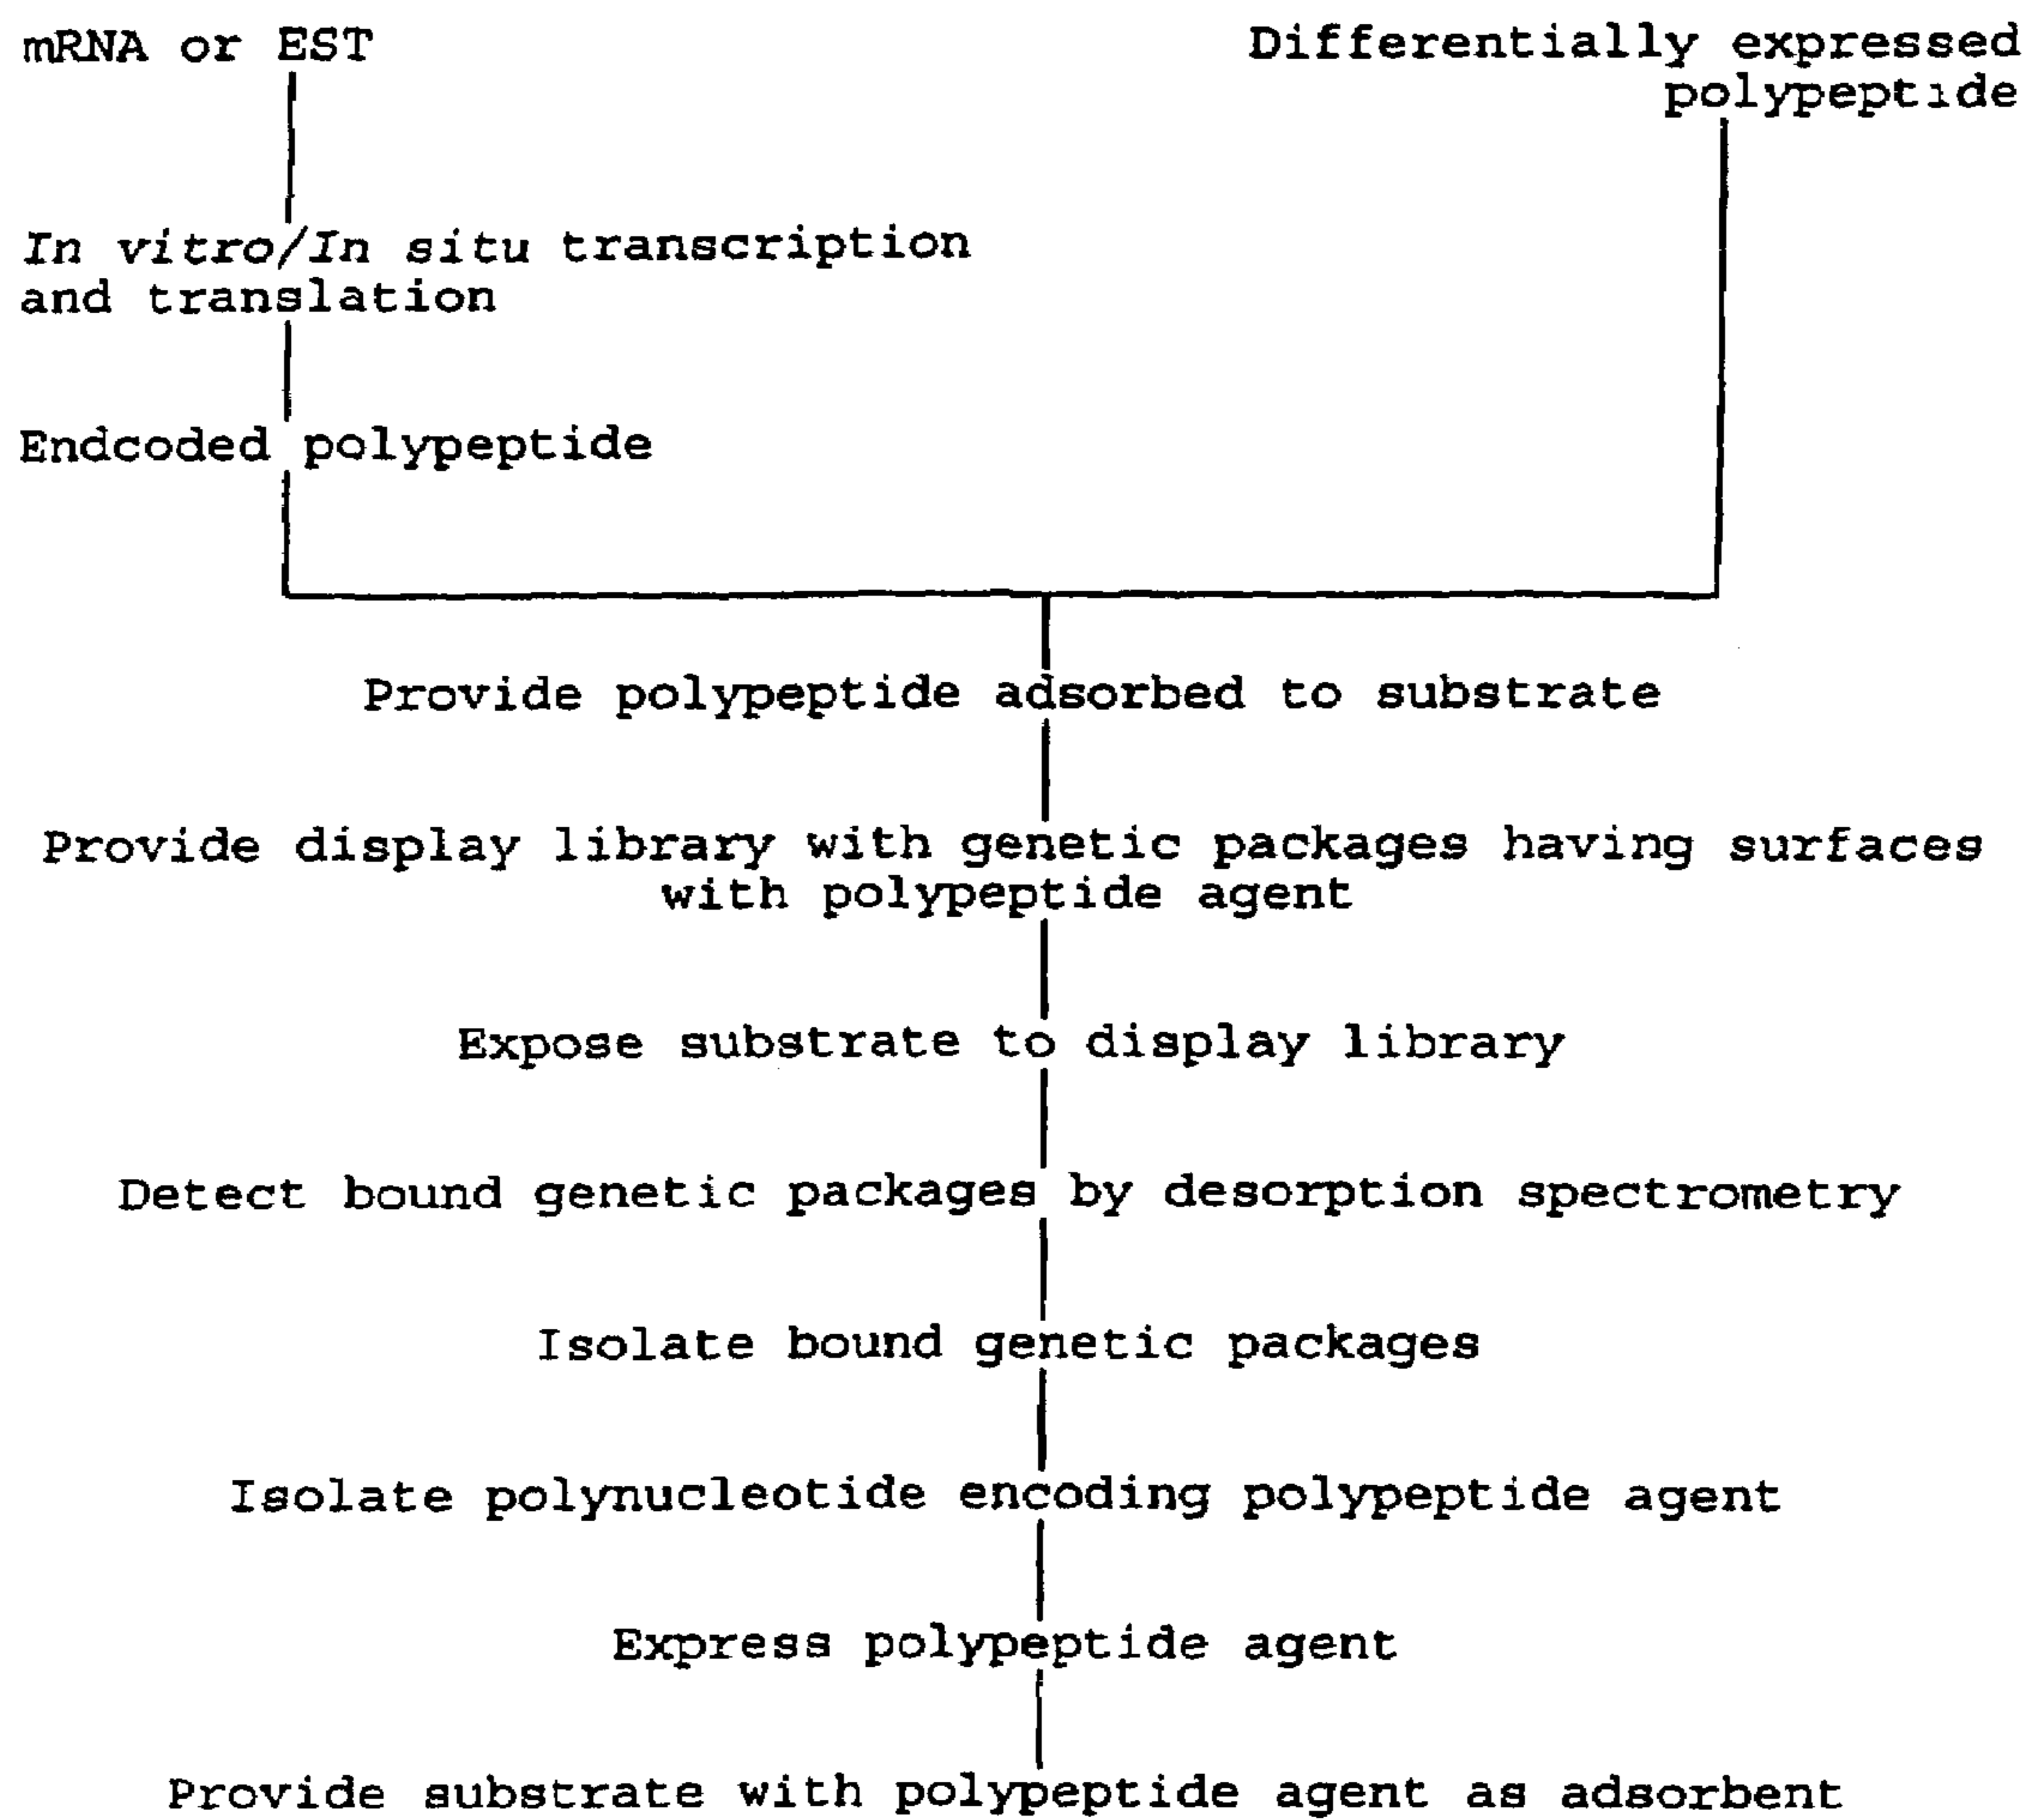 mRNA or EST
Differentially expressed
polypeptide
In vitro/In situ transcription
and translation
Endcoded polypeptide
Provide polypeptide adsorbed to substrate
Provide display library with genetic packages having surfaces
with polypeptide agent
Expose substrate to display library
Detect bound genetic packages by desorption spectrometry
Isolate bound genetic packages
Isolate polynucleotide encoding polypeptide agent
Express polypeptide agent
Provide substrate with polypeptide agent as adsorbent